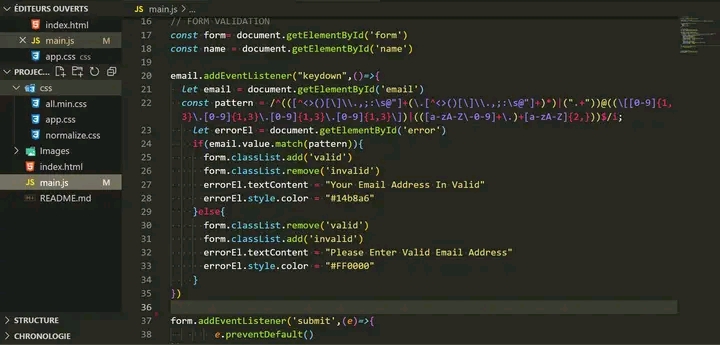 ÉDITEURS OUVERTS
index.html
× JS main.js M
app.css css
PROJEC...
css
all.min.css
app.css
normalize.css
Images
index.html
JS main.js M
README.md
STRUCTURE
CHRONOLOGIE
JS main.js > ...
16 // FORM VALIDATION
17 const form= document.getElementById('form')
18 const name = document.getElementById('name')
19
20 email.addEventListener("keydown",()=>{
21 let email = document.getElementById('email')
22 const pattern = /^(([^<>()[\]\\.,;:\s@"]+(\.[^<>()[\]\\.,;:\s@"]+)*)|(".+"))@((\[[0-9]{1,
3}\.[0-9]{1,3}\.[0-9]{1,3}\.[0-9]{1,3}\])|(([a-zA-Z\-0-9]+\.)+[a-zA-Z]{2,}))$/i;
23 let errorEl = document.getElementById('error')
24 if(email.value.match(pattern)){
25 form.classList.add('valid')
26 form.classList.remove('invalid')
27 errorEl.textContent = "Your Email Address In Valid"
28 errorEl.style.color = "#14b8a6"
29 }else{
30 form.classList.remove('valid')
31 form.classList.add('invalid')
32 errorEl.textContent = "Please Enter Valid Email Address"
33 errorEl.style.color = "#FF0000"
34 }
35 })
36
37 form.addEventListener('submit',(e)=>{
38 e.preventDefault()